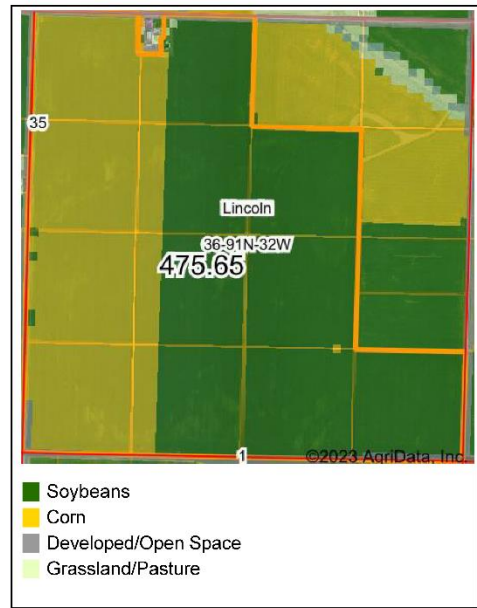 35
Lincoln
36-91N-32W
475.65
1
©2023 AgriData, Inc.
Soybeans
Corn
Developed/Open Space
Grassland/Pasture